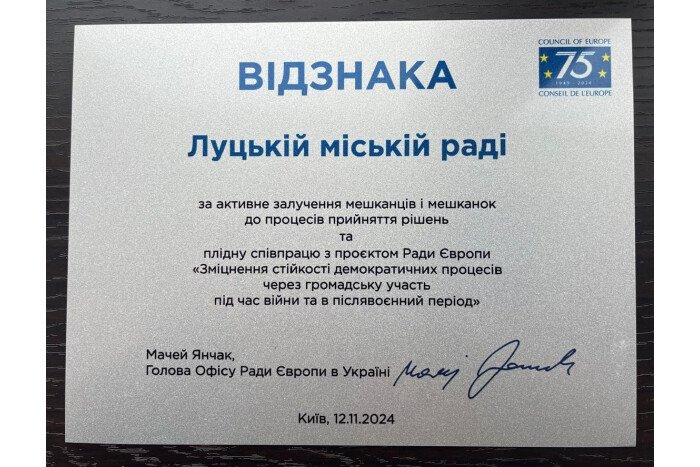 COUNCIL OF EUROPE
75
1949 - 2024
CONSEIL DE L'EUROPE
ВІДЗНАКА
Луцькій міській раді
за активне залучення мешканців і мешканок
до процесів прийняття рішень
та
плідну співпрацю з проєктом Ради Європи
«Зміцнення стійкості демократичних процесів
через громадську участь
під час війни та в післявоєнний період»
Мачей Янчак,
Голова Офісу Ради Європи в Україні
Київ, 12.11.2024